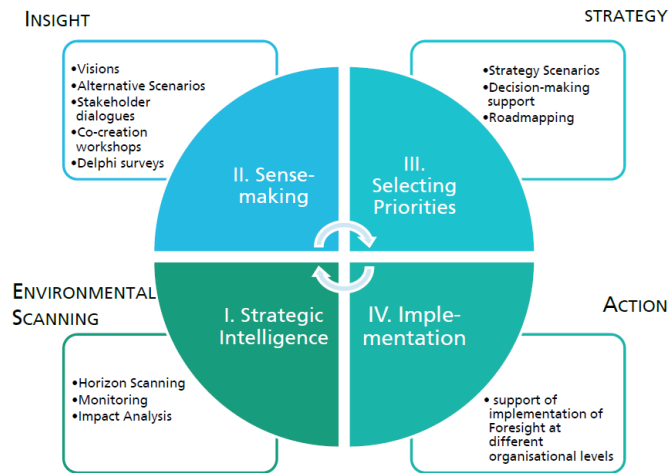 INSIGHT
•Visions
•Alternative Scenarios
•Stakeholder
dialogues
•Co-creation
workshops
•Delphi surveys
STRATEGY
•Strategy Scenarios
•Decision-making
support
•Roadmapping
II. Sense-
making
III.
Selecting
Priorities
ENVIRONMENTAL
SCANNING
•Horizon Scanning
•Monitoring
•Impact Analysis
I. Strategic
Intelligence
IV. Imple-
mentation
ACTION
• support of
implementation of
Foresight at
different
organisational levels